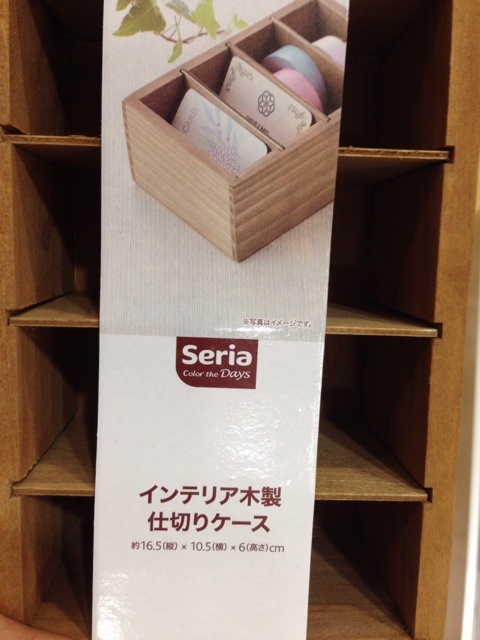 CARD
※写真はイメージです。
Seria
Color the Days
インテリア木製
仕切りケース
約16.5(縦)×10.5(横)×6(高さ)cm